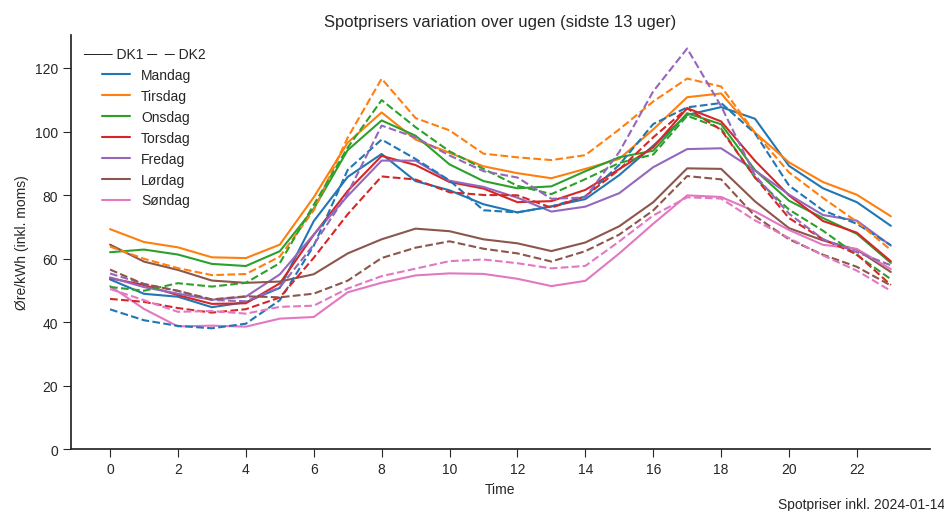 Spotprisers variation over ugen (sidste 13 uger)
DK1 DK2
Mandag
Tirsdag
Onsdag
Torsdag
Fredag
Lørdag
Søndag
Øre/kWh (inkl. moms)
120
100
80
60
40
20
0
0 2 4 6 8 10 12 14 16 18 20 22
Time
Spotpriser inkl. 2024-01-14